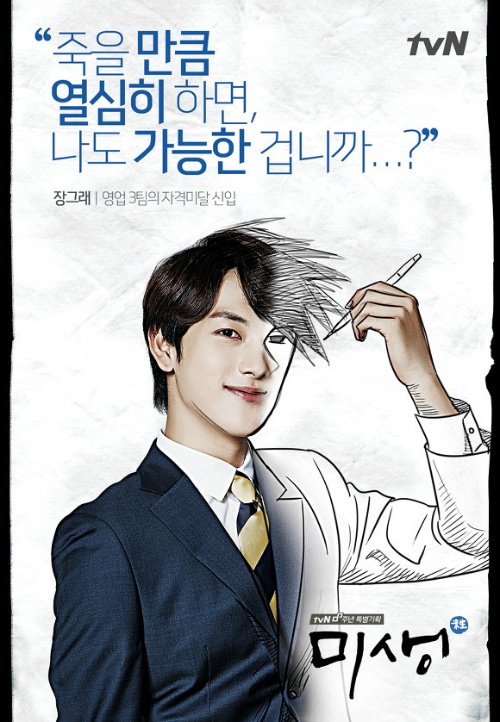 “죽을 만큼
tvN
열심히 하면,
나도 가능한 겁니까...?”
장그래 | 영업 3팀의 자격미달 신입
tvN 8주년 특별기획
미생
未生